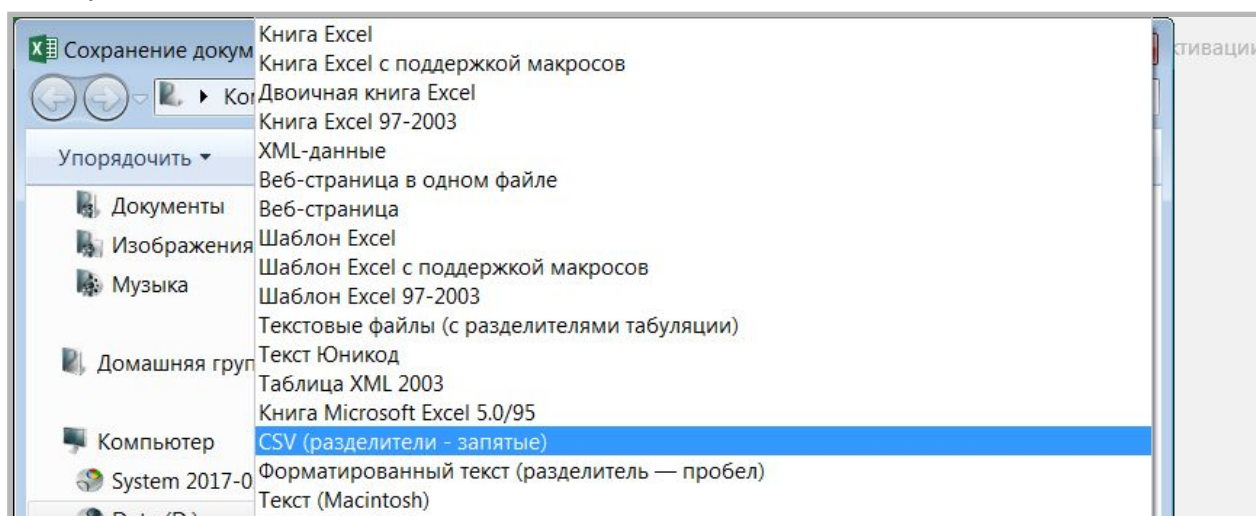 Сохранение докум
тивации
Упорядочить
Документы
Изображения
Музыка
Домашняя груп
Компьютер
System 2017-0
Книга Excel
Книга Excel с поддержкой макросов
Двоичная книга Excel
Книга Excel 97-2003
XML-данные
Веб-страница в одном файле
Веб-страница
Шаблон Excel
Шаблон Excel с поддержкой макросов
Шаблон Excel 97-2003
Текстовые файлы (с разделителями табуляции)
Текст Юникод
Таблица XML 2003
Книга Microsoft Excel 5.0/95
CSV (разделители - запятые)
Форматированный текст (разделитель — пробел)
Текст (Macintosh)